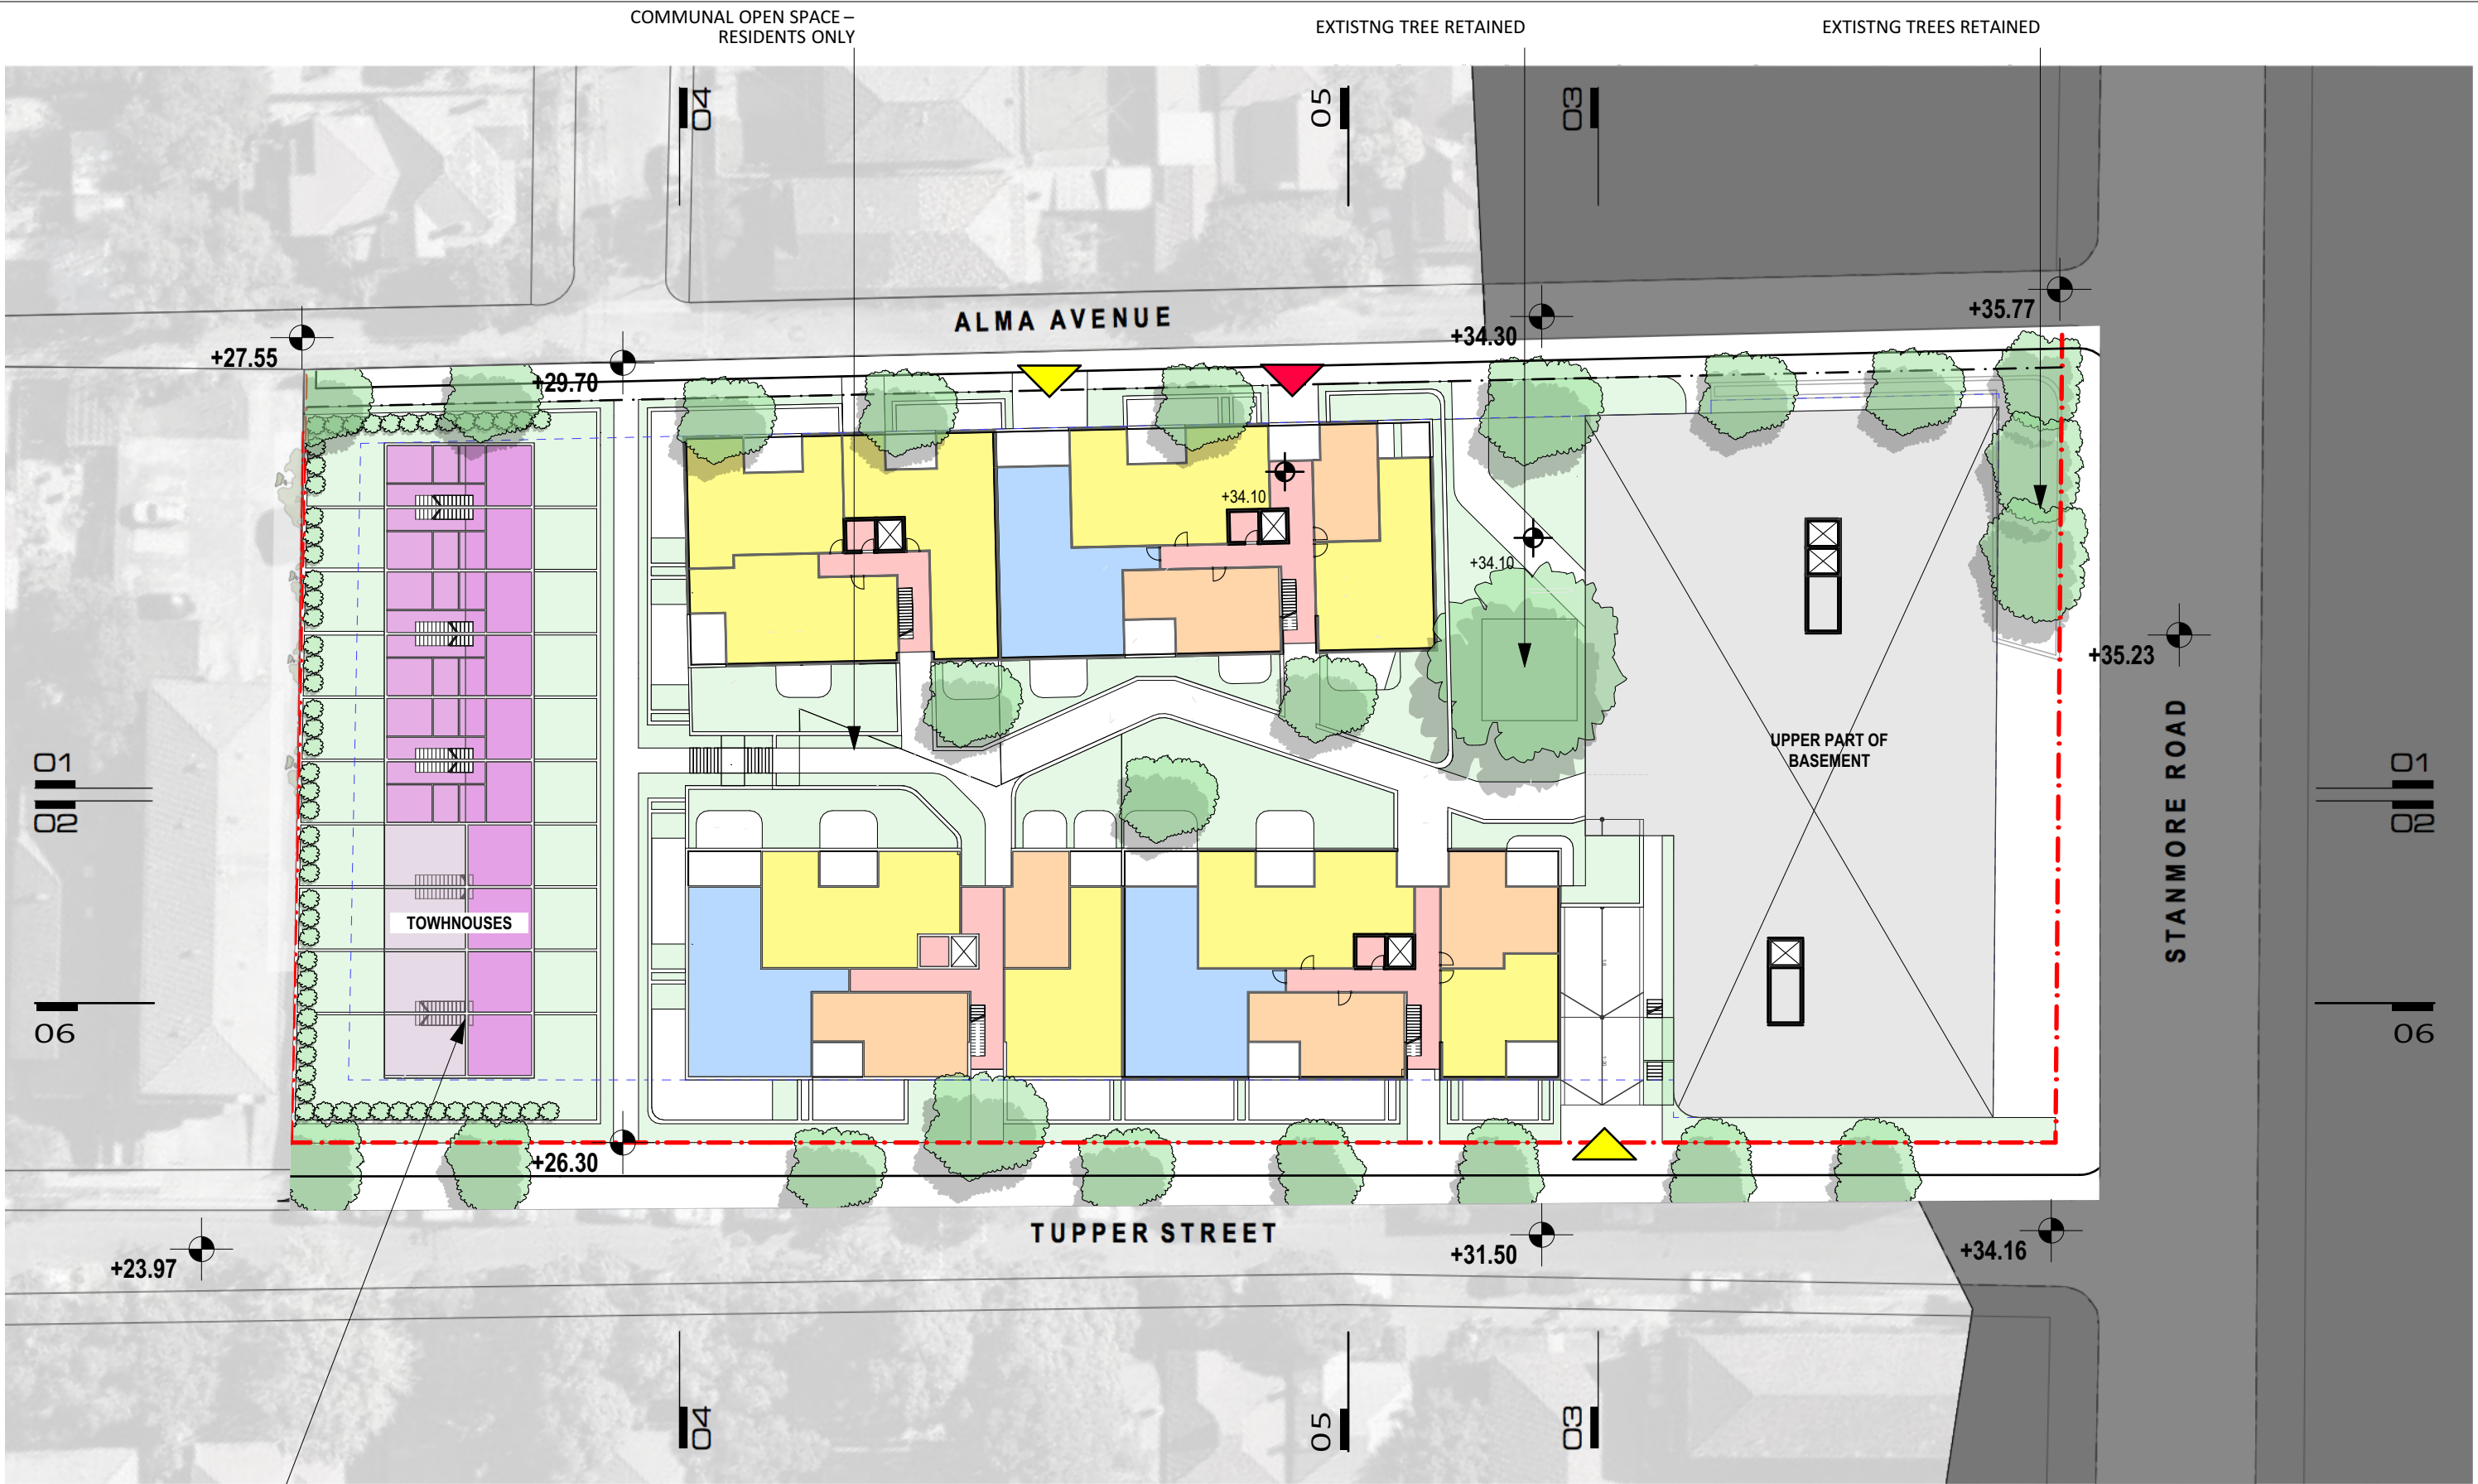 COMMUNAL OPEN SPACE –
RESIDENTS ONLY
EXTISTNG TREE RETAINED
EXTISTNG TREES RETAINED
04
05
03
ALMA AVENUE
+27.55
+29.70
+34.30
+35.77
+34.10
+34.10
+35.23
STANMORE ROAD
UPPER PART OF
BASEMENT
01
02
01
02
TOWHNOUSES
06
06
+26.30
TUPPER STREET
+23.97
+31.50
+34.16
04
05
03